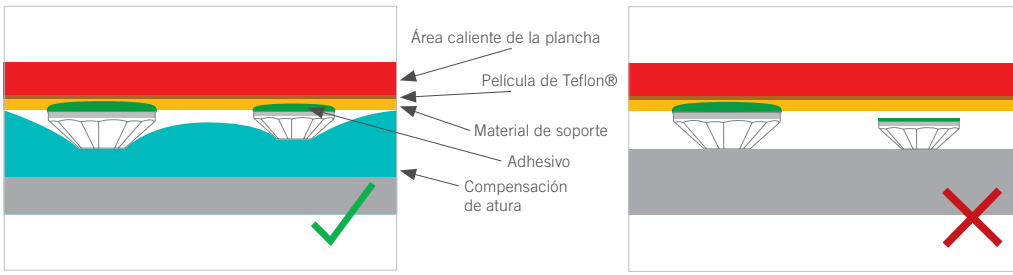 Área caliente de la plancha
Película de Teflon®
Material de soporte
Adhesivo
Compensación
de atura